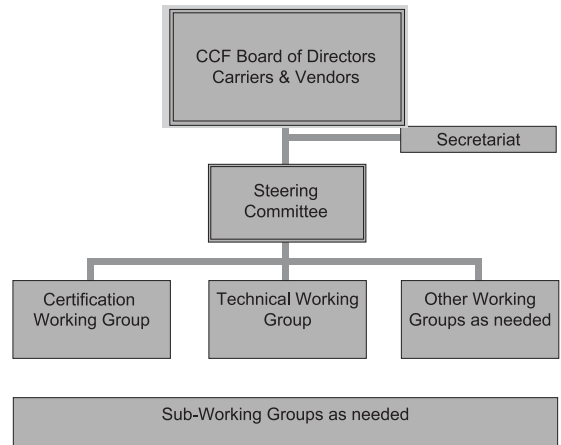 CCF Board of Directors
Carriers & Vendors
Secretariat
Steering
Committee
Certification
Working Group
Technical Working
Group
Other Working
Groups as needed
Sub-Working Groups as needed